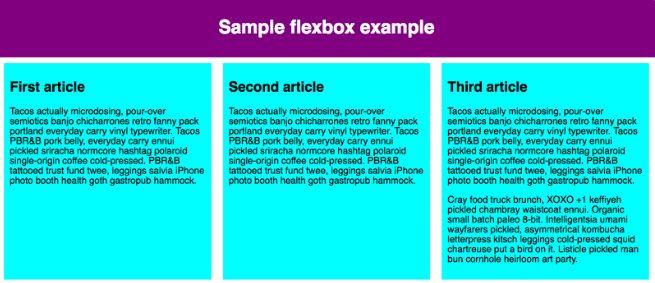 Sample flexbox example
First article
Tacos actually microdosing, pour-over
semiotics banjo chicharrones retro fanny pack
portland everyday carry vinyl typewriter. Tacos
PBR&B pork belly, everyday carry ennui
pickled sriracha normcore hashtag polaroid
single-origin coffee cold-pressed. PBR&B
tattooed trust fund twee, leggings salvia iPhone
photo booth health goth gastropub hammock.
Second article
Tacos actually microdosing, pour-over
semiotics banjo chicharrones retro fanny pack
portland everyday carry vinyl typewriter. Tacos
PBR&B pork belly, everyday carry ennui
pickled sriracha normcore hashtag polaroid
single-origin coffee cold-pressed. PBR&B
tattooed trust fund twee, leggings salvia iPhone
photo booth health goth gastropub hammock.
Third article
Tacos actually microdosing, pour-over
semiotics banjo chicharrones retro fanny pack
portland everyday carry vinyl typewriter. Tacos
PBR&B pork belly, everyday carry ennui
pickled sriracha normcore hashtag polaroid
single-origin coffee cold-pressed. PBR&B
tattooed trust fund twee, leggings salvia iPhone
photo booth health goth gastropub hammock.
Cray food truck brunch, XOXO +1 keffiyeh
pickled chambray waistcoat ennui. Organic
small batch paleo 8-bit. Intelligentsia umami
wayfarers pickled, asymmetrical kombucha
letterpress kitsch leggings cold-pressed squid
chartreuse put a bird on it. Listicle pickled man
bun cornhole heirloom art party.